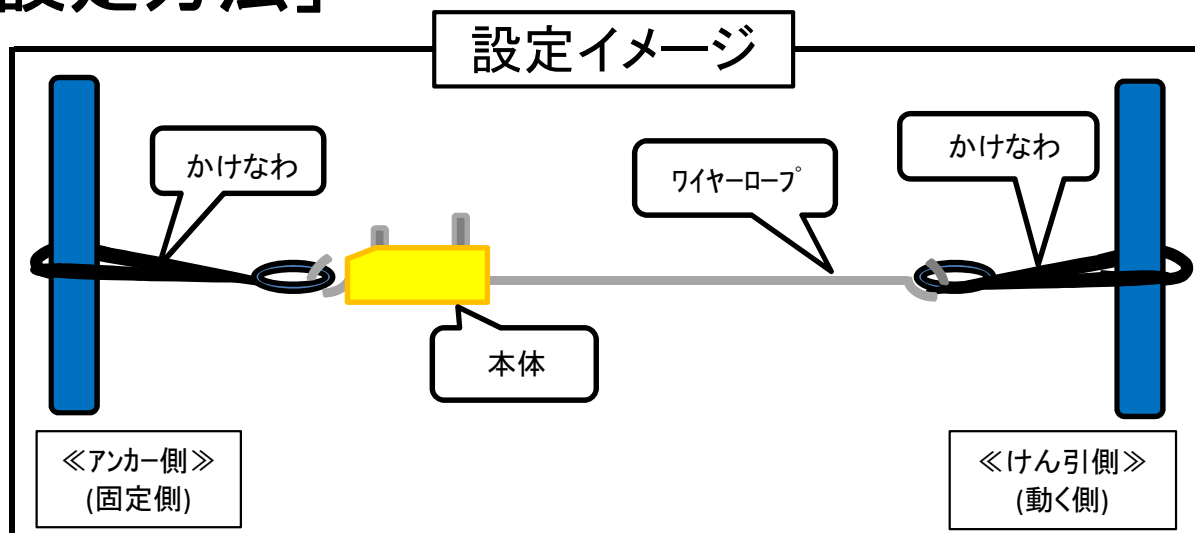 設定方法」
設定イメージ
かけなわ
ワイヤーロープ
かけなわ
本体
≪アンカー側≫
(固定側)
≪けん引側≫
(動く側)